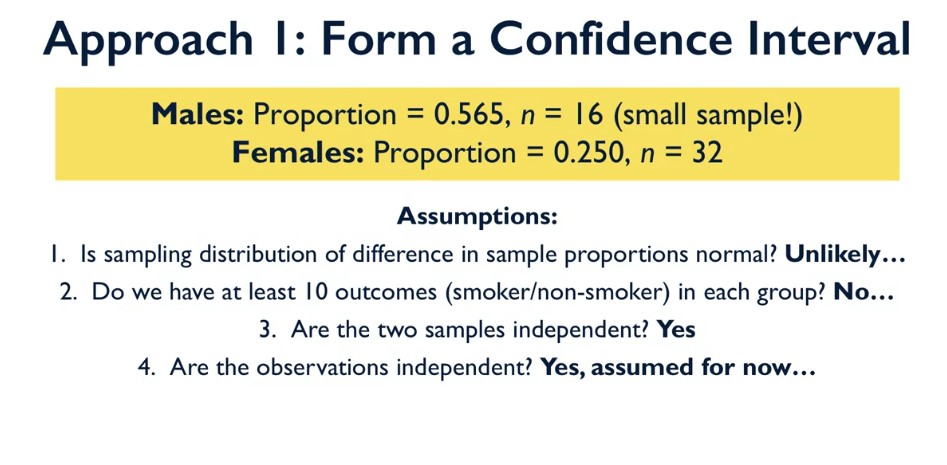 Approach 1: Form a Confidence Interval
Males: Proportion = 0.565, n = 16 (small sample!)
Females: Proportion = 0.250, n = 32
Assumptions:
1. Is sampling distribution of difference in sample proportions normal? Unlikely…
2. Do we have at least 10 outcomes (smoker/non-smoker) in each group? No…
3. Are the two samples independent? Yes
4. Are the observations independent? Yes, assumed for now…